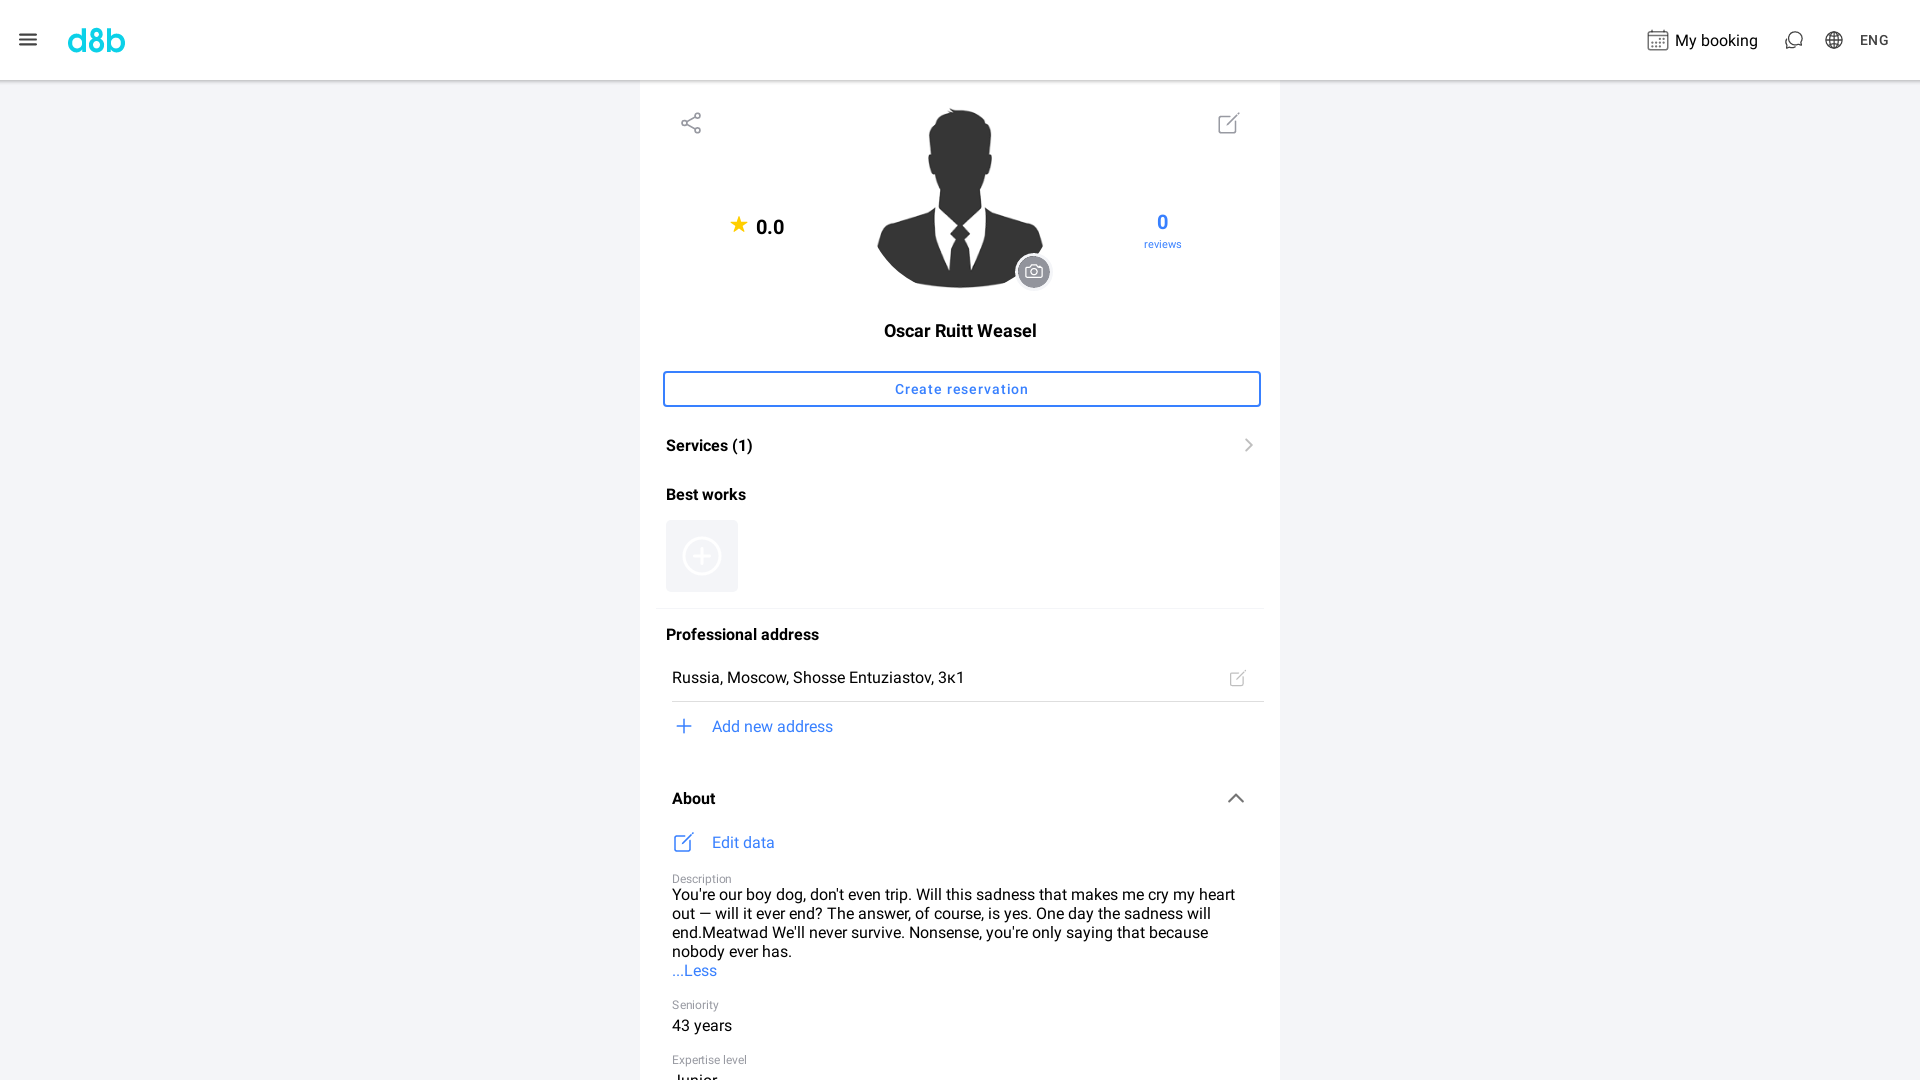 d8b
My booking
ENG
0.0
0
reviews
Oscar Ruitt Weasel
Create reservation
Services (1)
Best works
Professional address
Russia, Moscow, Shosse Entuziastov, 3к1
Add new address
About
Edit data
Description
You're our boy dog, don't even trip. Will this sadness that makes me cry my heart
out — will it ever end? The answer, of course, is yes. One day the sadness will
end.Meatwad We'll never survive. Nonsense, you're only saying that because
nobody ever has.
...Less
Seniority
43 years
Expertise level
Junior